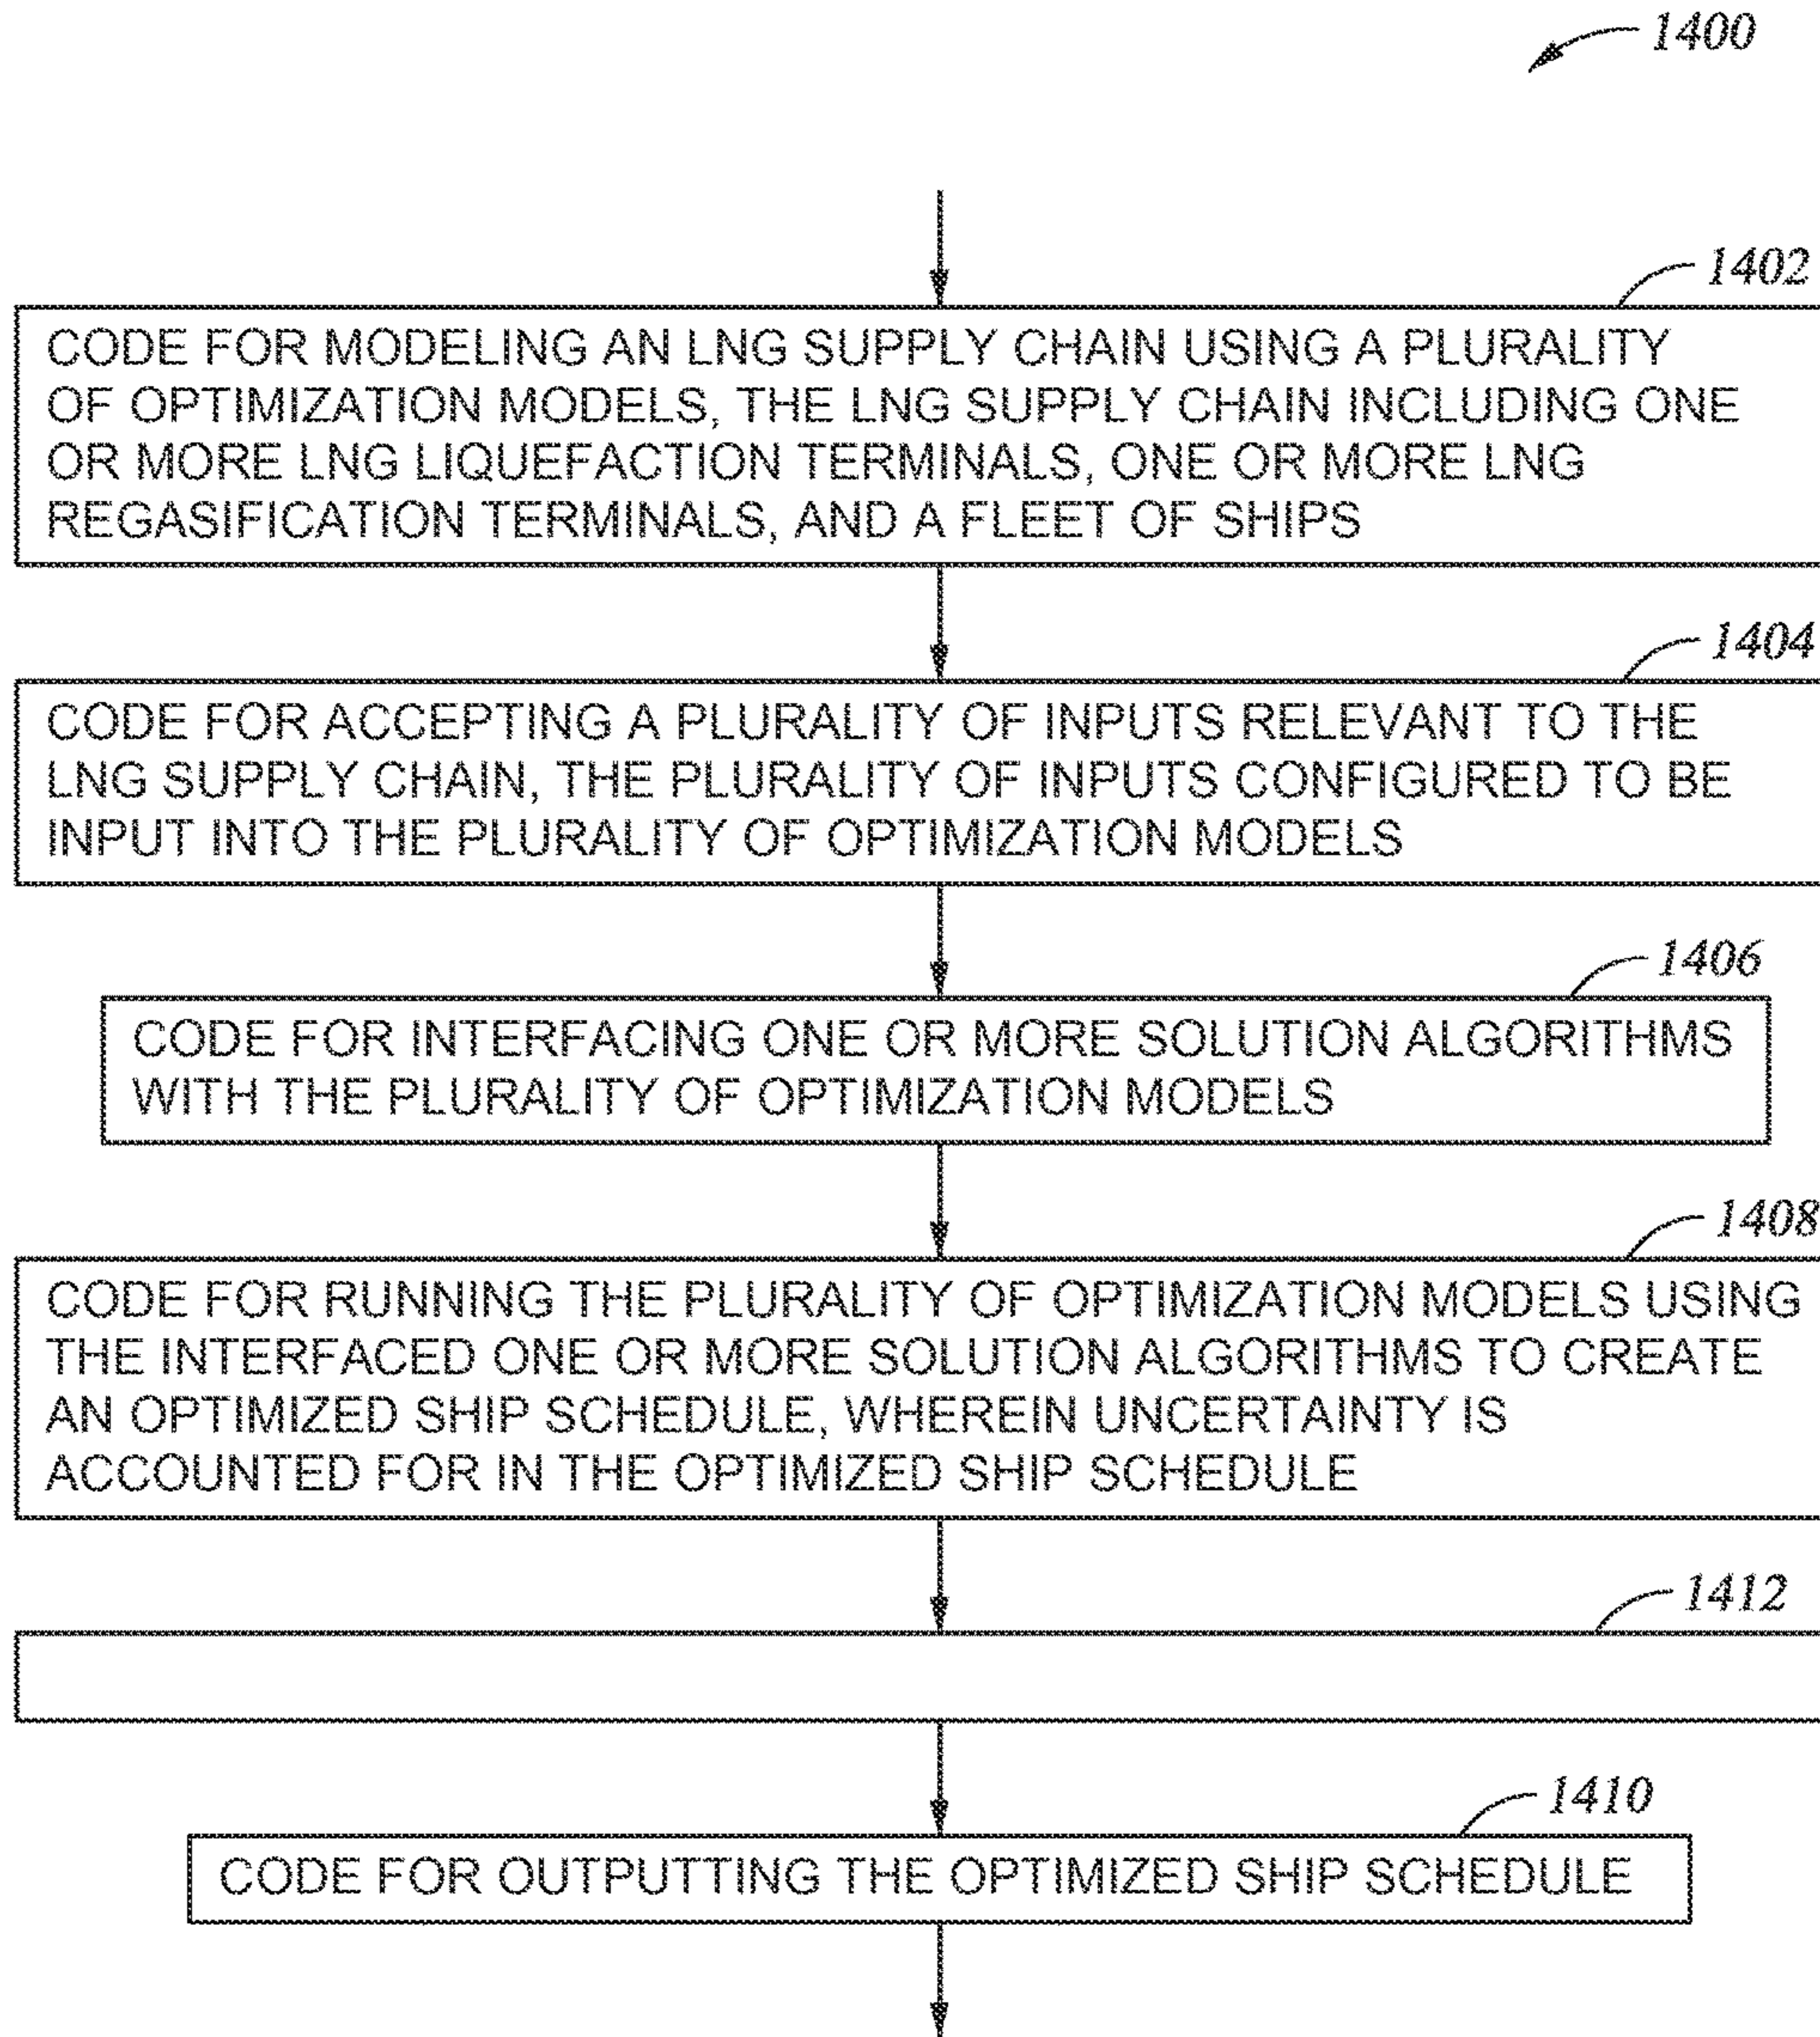 1400
1402
CODE FOR MODELING AN LNG SUPPLY CHAIN USING A PLURALITY
OF OPTIMIZATION MODELS, THE LNG SUPPLY CHAIN INCLUDING ONE
OR MORE LNG LIQUEFACTION TERMINALS, ONE OR MORE LNG
REGASIFICATION TERMINALS, AND A FLEET OF SHIPS
1404
CODE FOR ACCEPTING A PLURALITY OF INPUTS RELEVANT TO THE
LNG SUPPLY CHAIN, THE PLURALITY OF INPUTS CONFIGURED TO BE
INPUT INTO THE PLURALITY OF OPTIMIZATION MODELS
1406
CODE FOR INTERFACING ONE OR MORE SOLUTION ALGORITHMS
WITH THE PLURALITY OF OPTIMIZATION MODELS
1408
CODE FOR RUNNING THE PLURALITY OF OPTIMIZATION MODELS USING
THE INTERFACED ONE OR MORE SOLUTION ALGORITHMS TO CREATE
AN OPTIMIZED SHIP SCHEDULE, WHEREIN UNCERTAINTY IS
ACCOUNTED FOR IN THE OPTIMIZED SHIP SCHEDULE
1412
1410
CODE FOR OUTPUTTING THE OPTIMIZED SHIP SCHEDULE